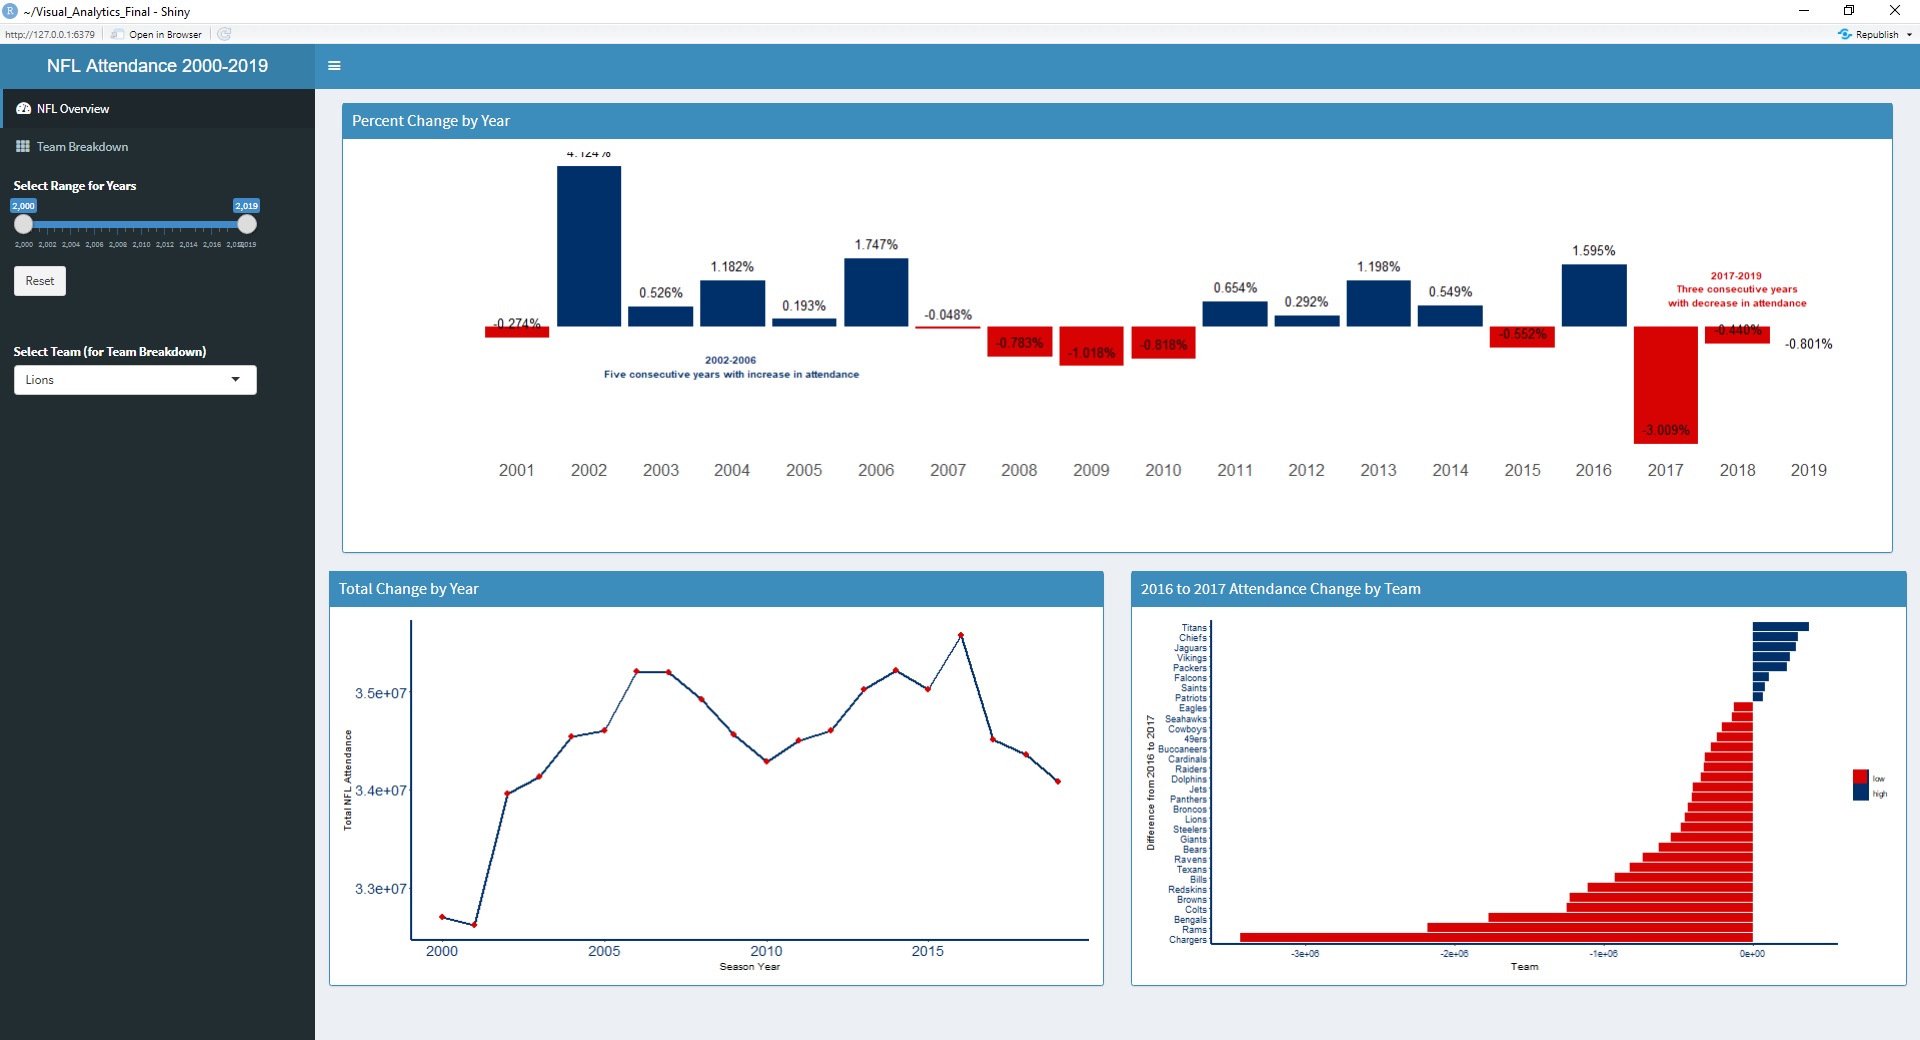 ~/Visual_Analytics_Final - Shiny
http://127.0.0.1:6379 Open in Browser Republish
NFL Attendance 2000-2019
NFL Overview
Team Breakdown
Select Range for Years
2,000 2,019
2,000 2,002 2,004 2,006 2,008 2,010 2,012 2,014 2,016 2,019
Reset
Select Team (for Team Breakdown)
Lions
Percent Change by Year
4.124%
1.747%
1.595%
1.182%
1.198%
0.526%
0.654%
0.549%
0.193%
0.292%
-0.048%
-0.274%
-0.783%
-1.018%
-0.818%
-0.552%
-3.009%
-0.440%
-0.801%
2002-2006
Five consecutive years with increase in attendance
2017-2019
Three consecutive years
with decrease in attendance
2001 2002 2003 2004 2005 2006 2007 2008 2009 2010 2011 2012 2013 2014 2015 2016 2017 2018 2019
Total Change by Year
Total NFL Attendance
3.5e+07
3.4e+07
3.3e+07
2000 2005 2010 2015
Season Year
2016 to 2017 Attendance Change by Team
Difference from 2016 to 2017
Titans
Chiefs
Jaguars
Vikings
Packers
Falcons
Saints
Patriots
Eagles
Seahawks
Cowboys
49ers
Buccaneers
Cardinals
Raiders
Dolphins
Jets
Panthers
Broncos
Lions
Steelers
Giants
Bears
Ravens
Texans
Bills
Redskins
Browns
Colts
Bengals
Rams
Chargers
-3e+06 -2e+06 -1e+06 0e+00
Team
low
high